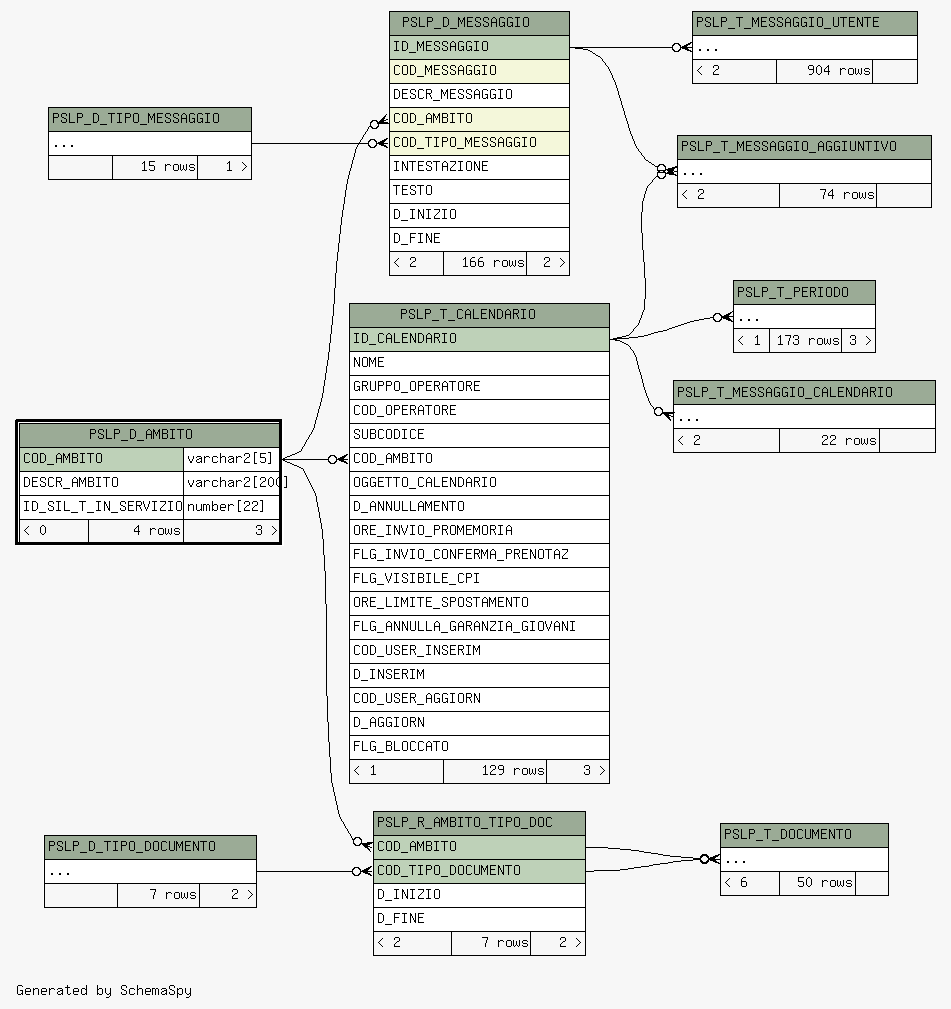 PSLP_D_MESSAGGIO
ID_MESSAGGIO
COD_MESSAGGIO
DESCR_MESSAGGIO
COD_AMBITO
COD_TIPO_MESSAGGIO
INTESTAZIONE
TESTO
D_INIZIO
D_FINE
< 2 166 rows 2 >
PSLP_T_MESSAGGIO_UTENTE
...
< 2 904 rows
PSLP_D_TIPO_MESSAGGIO
...
15 rows 1 >
PSLP_T_MESSAGGIO_AGGIUNTIVO
...
< 2 74 rows
PSLP_T_PERIODO
...
< 1 173 rows 3 >
PSLP_T_CALENDARIO
ID_CALENDARIO
NOME
GRUPPO_OPERATORE
COD_OPERATORE
SUBCODICE
COD_AMBITO
OGGETTO_CALENDARIO
D_ANNULLAMENTO
ORE_INVIO_PROMEMORIA
FLG_INVIO_CONFERMA_PRENOTAZ
FLG_VISIBILE_CPI
ORE_LIMITE_SPOSTAMENTO
FLG_ANNULLA_GARANZIA_GIOVANI
COD_USER_INSERIM
D_INSERIM
COD_USER_AGGIORN
D_AGGIORN
FLG_BLOCCATO
< 1 129 rows 3 >
PSLP_T_MESSAGGIO_CALENDARIO
...
< 2 22 rows
PSLP_D_AMBITO
COD_AMBITO varchar2[5]
DESCR_AMBITO varchar2[200]
ID_SIL_T_IN_SERVIZIO number[22]
< 0 4 rows 3 >
PSLP_R_AMBITO_TIPO_DOC
COD_AMBITO
COD_TIPO_DOCUMENTO
D_INIZIO
D_FINE
< 2 7 rows 2 >
PSLP_T_DOCUMENTO
...
< 6 50 rows
PSLP_D_TIPO_DOCUMENTO
...
7 rows 2 >
Generated by SchemaSpy